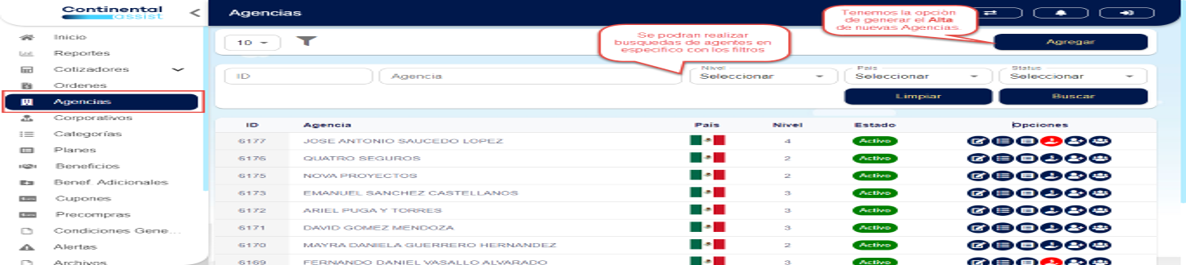 Continental
assist
<
Agencias
Inicio
Reportes
Cotizadores
Ordenes
Agencias
Corporativos
Categorías
Planes
Beneficios
Benef. Adicionales
Cupones
Precompras
Condiciones Gene...
Alertas
Archivos
10
Se podran realizar
busquedas de agentes en
especifico con los filtros
Tenemos la opción
de generar el Alta
de nuevas Agencias.
Agregar
ID
Agencia
Nivel
Seleccionar
País
Seleccionar
Status
Seleccionar
Limpiar
Buscar
ID Agencia País Nivel Estado Opciones
6177 JOSE ANTONIO SAUCEDO LOPEZ 4 Activo
6176 QUATRO SEGUROS 2 Activo
6175 NOVA PROYECTOS 2 Activo
6173 EMANUEL SANCHEZ CASTELLANOS 3 Activo
6172 ARIEL PUGA Y TORRES 3 Activo
6171 DAVID GOMEZ MENDOZA 3 Activo
6170 MAYRA DANIELA GUERRERO HERNANDEZ 2 Activo
6169 FERNANDO DANIEL VASALLO ALVARADO 3 Activo